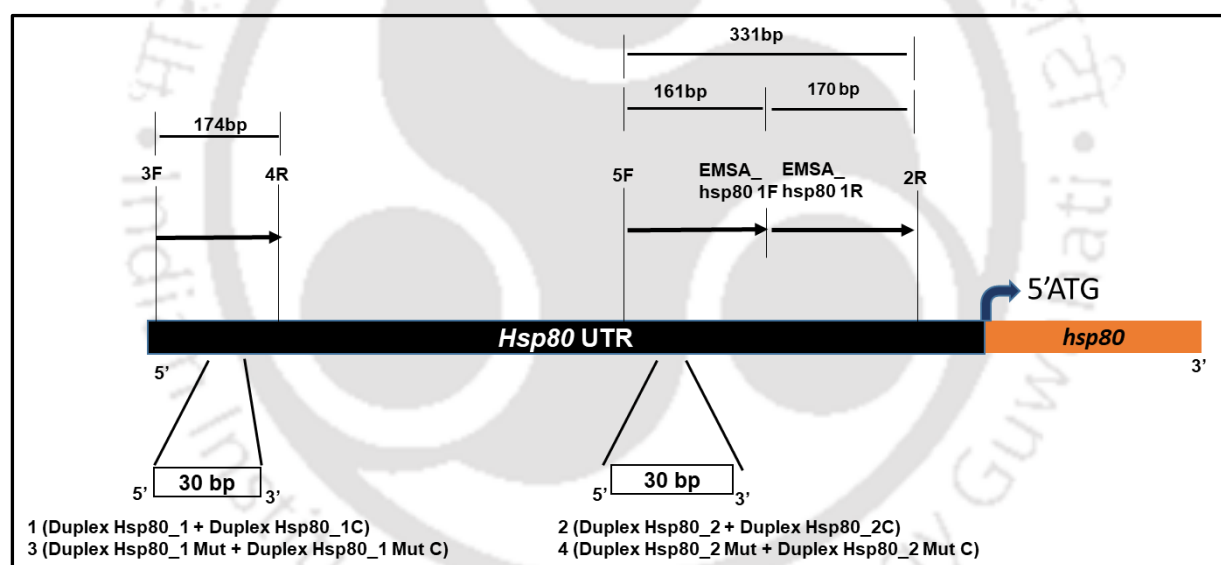 331bp
161bp
170 bp
174bp
3F
4R
5F
EMSA_
hsp80 1F
EMSA_
hsp80 1R
2R
5’ATG
Hsp80 UTR
hsp80
5’
3’
5’
30 bp
3’
5’
30 bp
3’
1 (Duplex Hsp80_1 + Duplex Hsp80_1C)
3 (Duplex Hsp80_1 Mut + Duplex Hsp80_1 Mut C)
2 (Duplex Hsp80_2 + Duplex Hsp80_2C)
4 (Duplex Hsp80_2 Mut + Duplex Hsp80_2 Mut C)